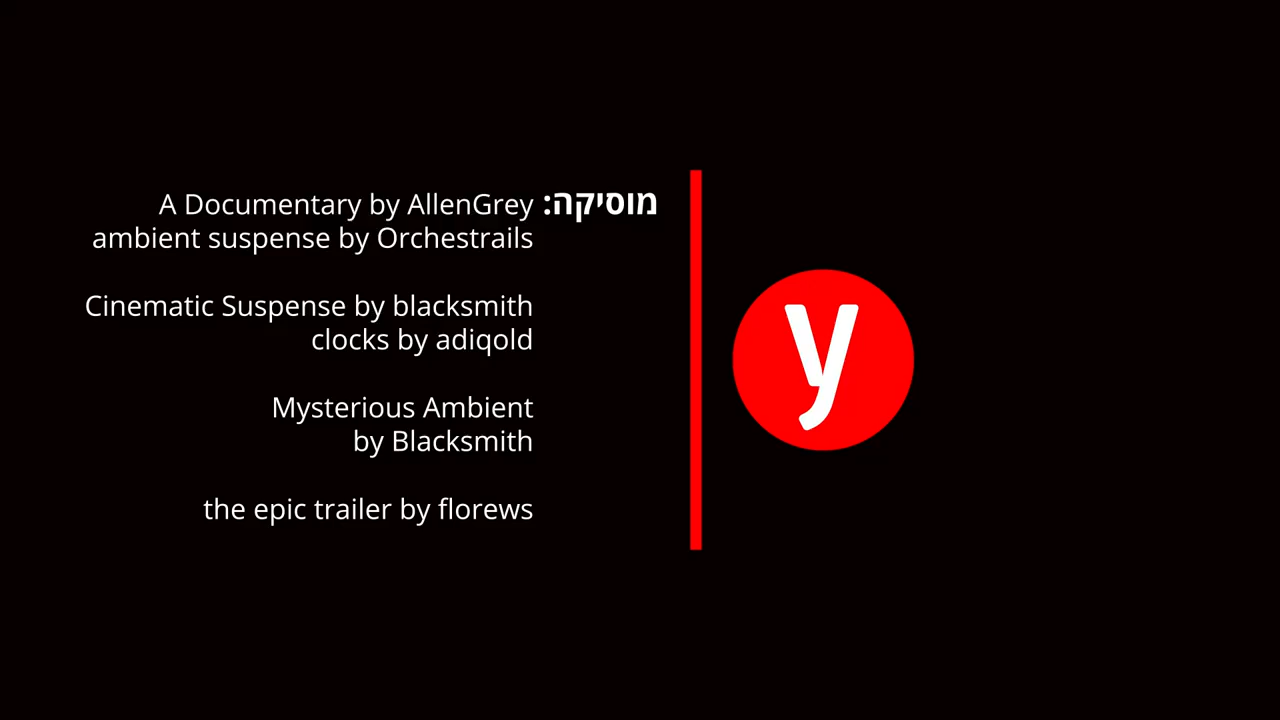 מוסיקה: A Documentary by AllenGrey
ambient suspense by Orchestrails
Cinematic Suspense by blacksmith
clocks by adiqold
Mysterious Ambient
by Blacksmith
the epic trailer by florews
y